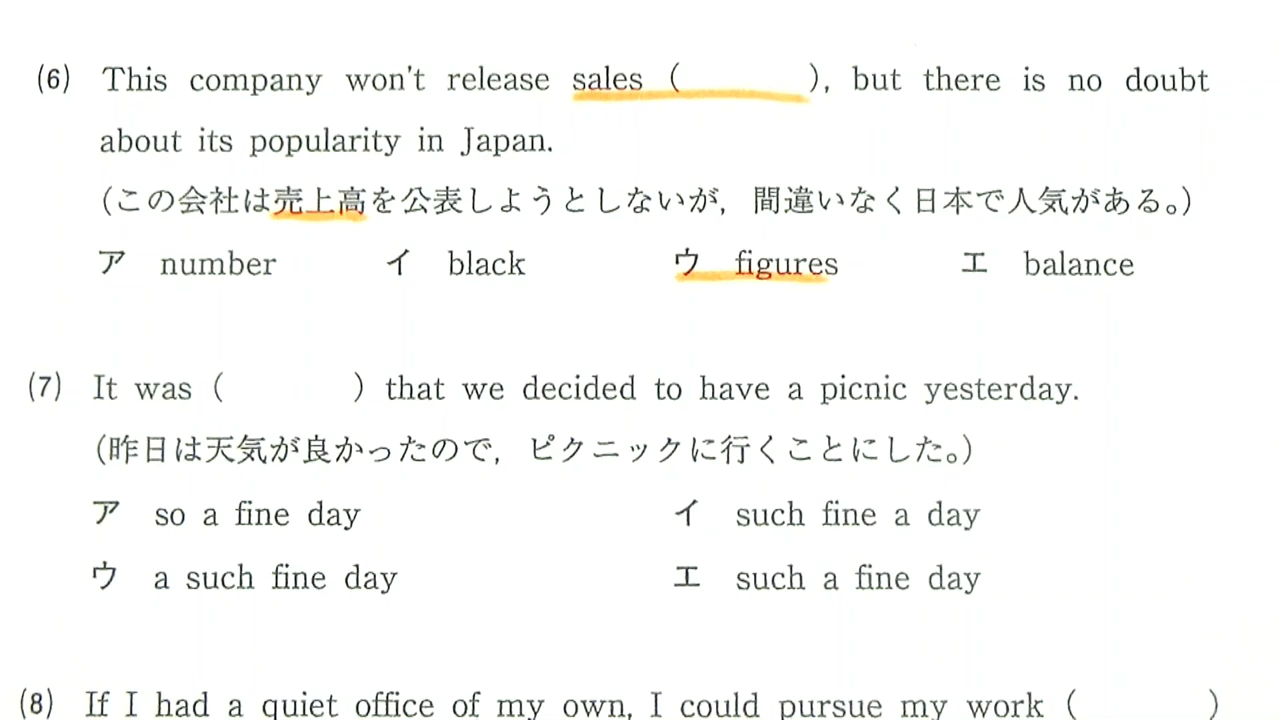 (6) This company won't release sales (　　　), but there is no doubt
about its popularity in Japan.
(この会社は売上高を公表しようとしないが，間違いなく日本で人気がある。)
ア number　イ black　ウ figures　エ balance
(7) It was (　　　) that we decided to have a picnic yesterday.
(昨日は天気が良かったので，ピクニックに行くことにした。)
ア so a fine day　イ such fine a day
ウ a such fine day　エ such a fine day
(8) If I had a quiet office of my own, I could pursue my work (　　　)